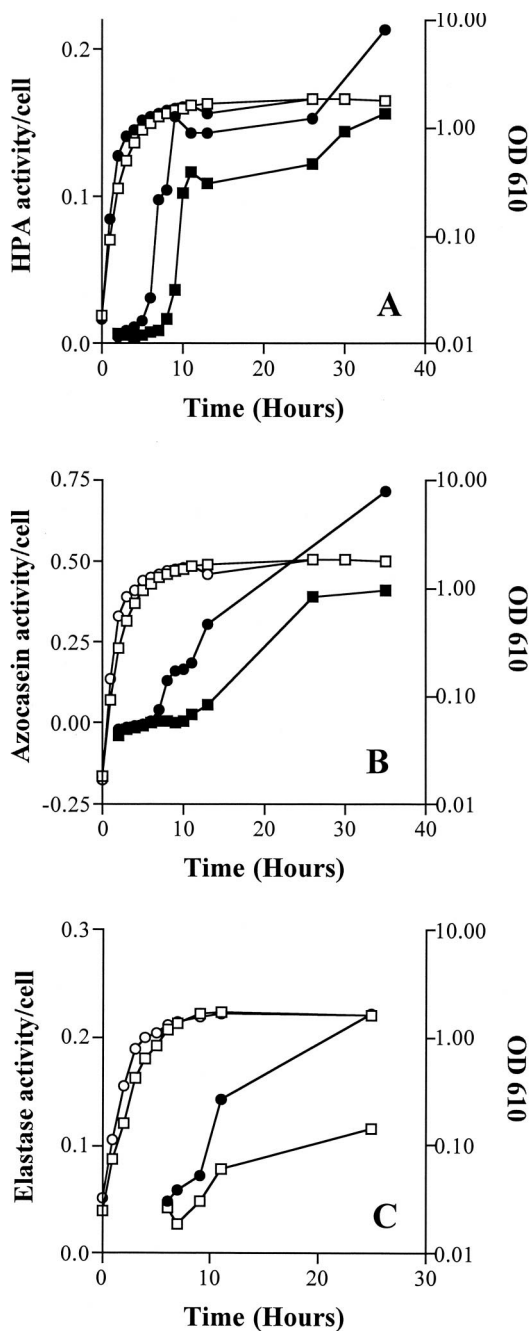 0.2
0.1
0.0
HPA activity/cell
10.00
1.00
0.10
0.01
OD 610
A
0 10 20 30 40
Time (Hours)
0.75
0.50
0.25
0.00
-0.25
Azocasein activity/cell
10.00
1.00
0.10
0.01
OD 610
B
0 10 20 30 40
Time (Hours)
0.3
0.2
0.1
0.0
Elastase activity/cell
10.00
1.00
0.10
0.01
OD 610
C
0 10 20 30
Time (Hours)